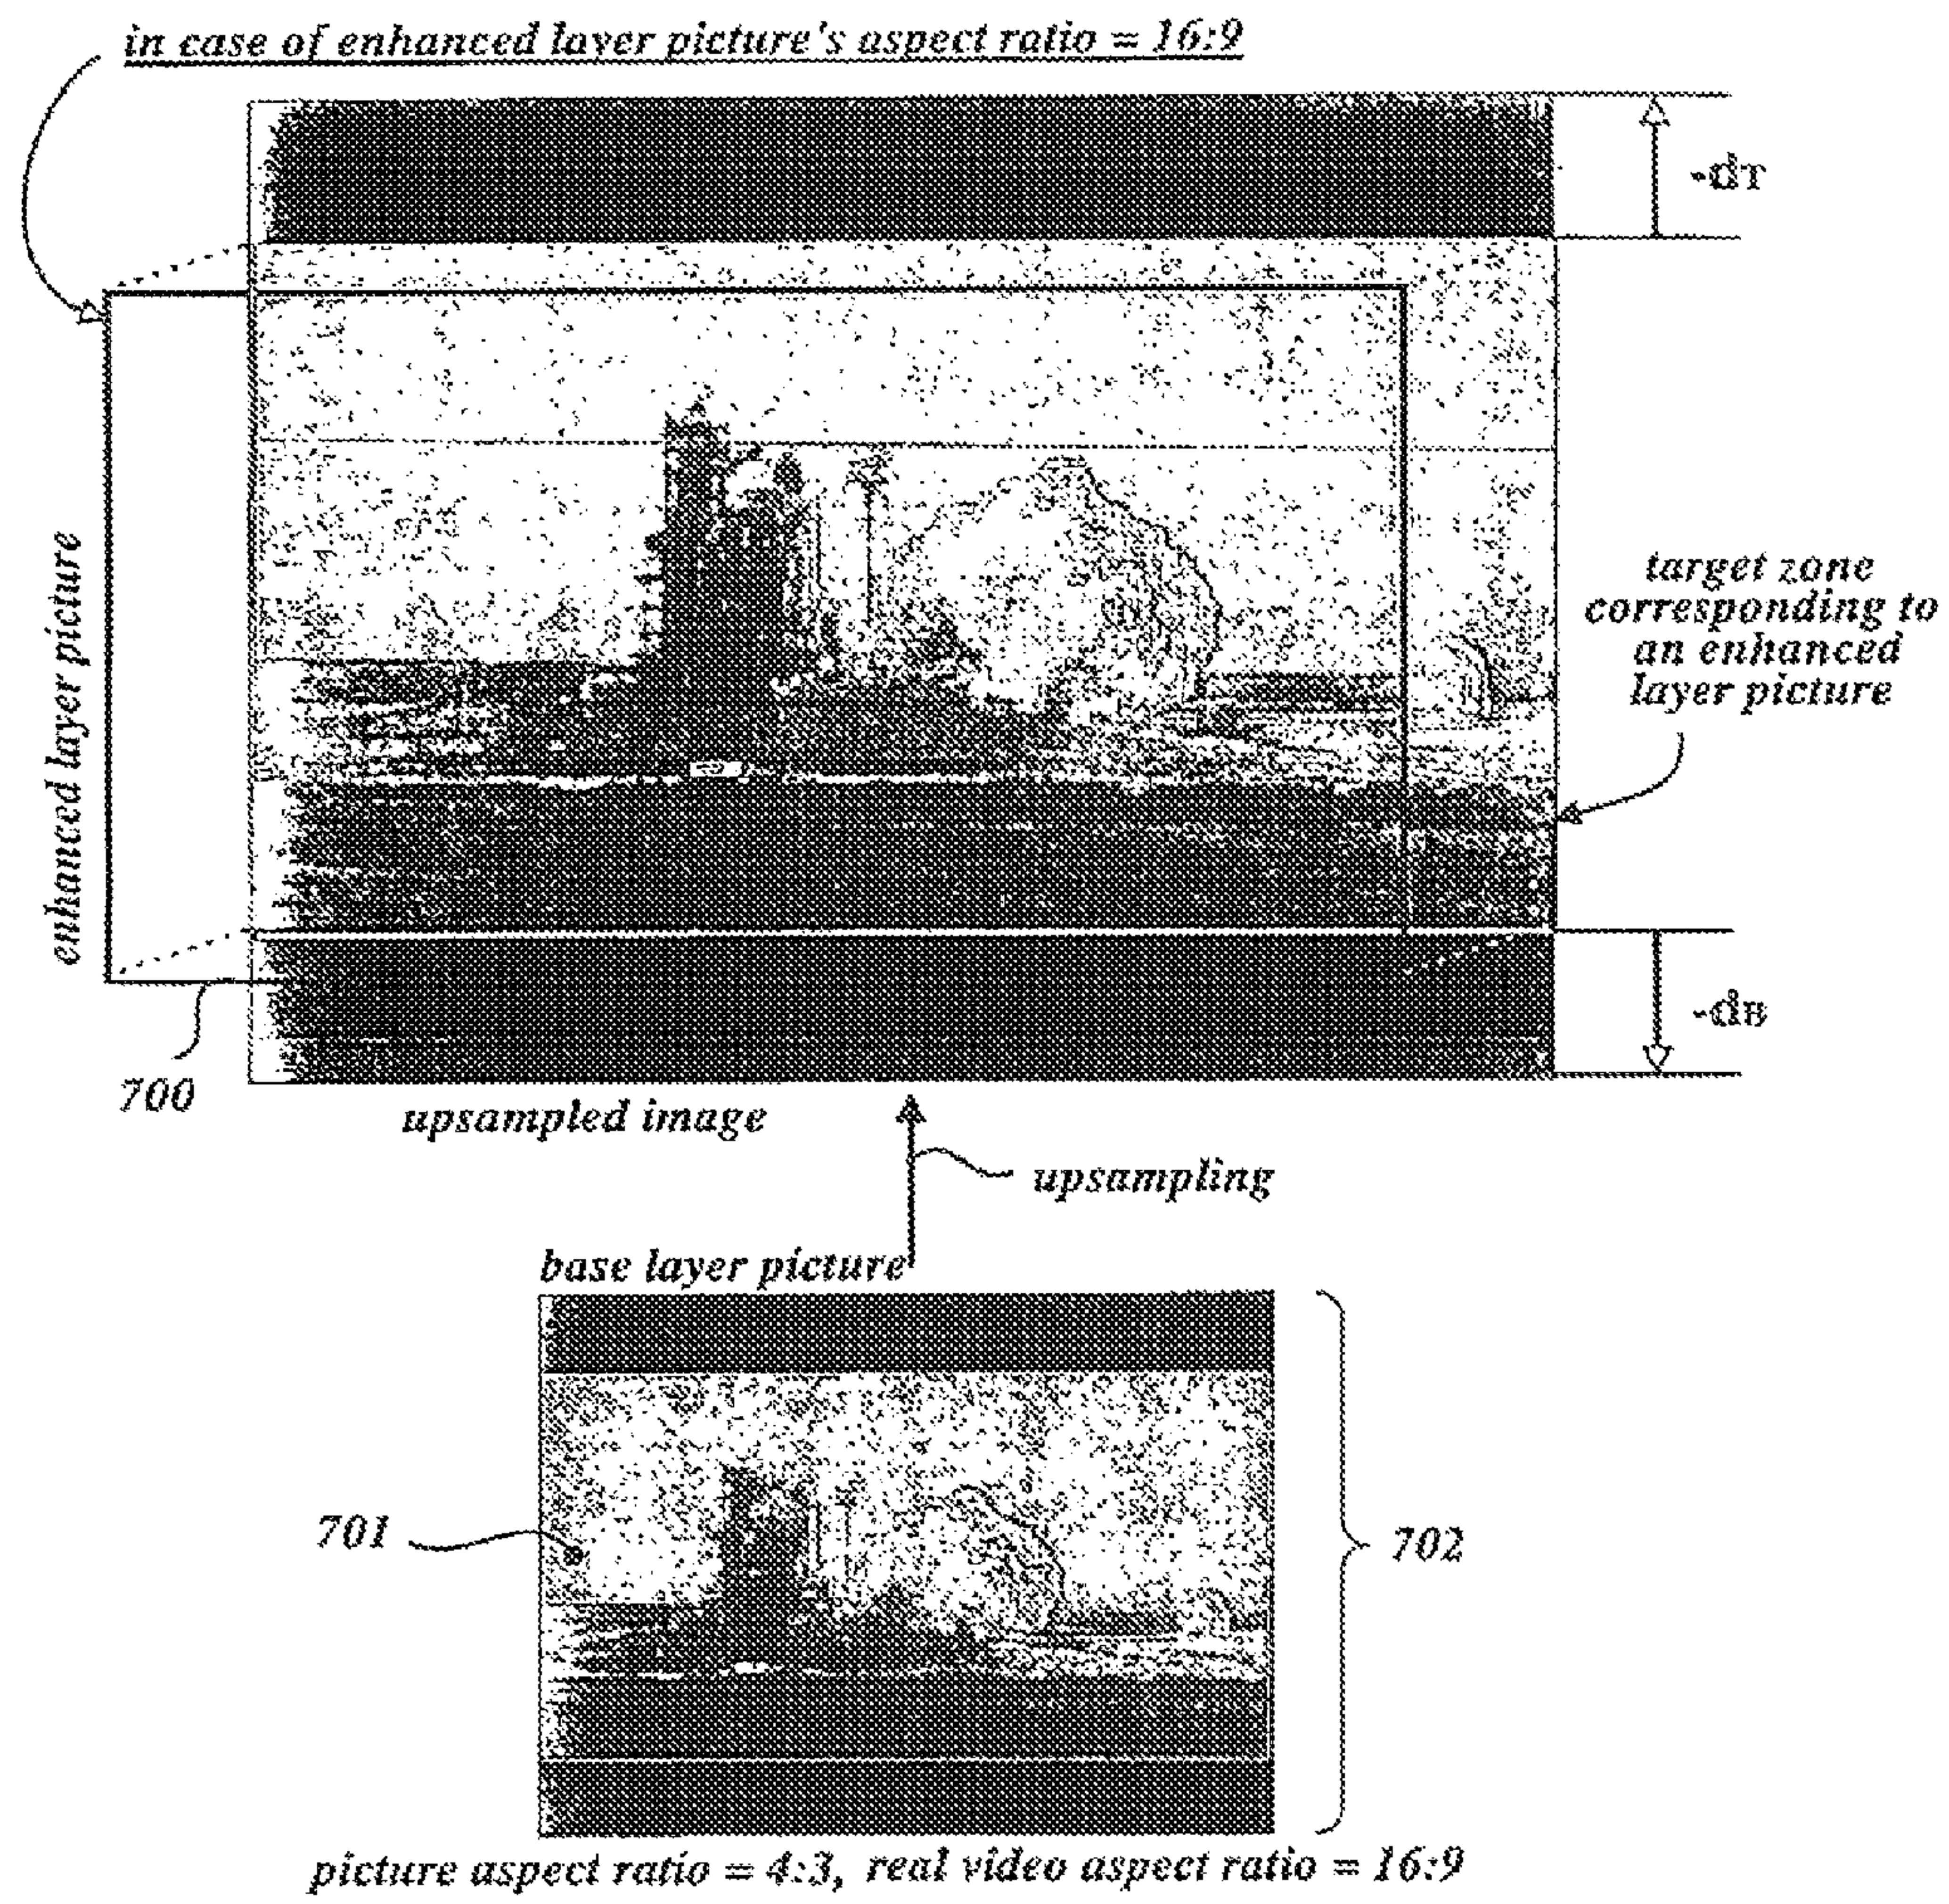 in case of enhanced layer picture's aspect ratio = 16:9
-dT
enhanced layer picture
target zone
corresponding to
an enhanced
layer picture
-dB
700
upsampled image
upsampling
base layer picture
701
702
picture aspect ratio = 4:3, real video aspect ratio = 16:9